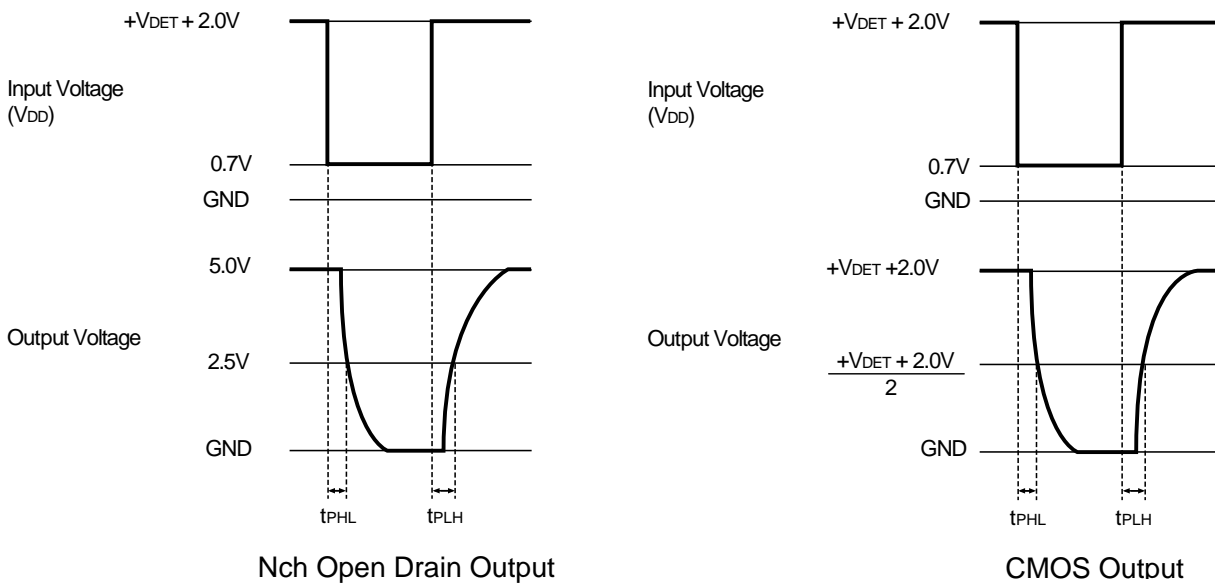 +VDET + 2.0V
Input Voltage
(VDD)
0.7V
GND
5.0V
Output Voltage
2.5V
GND
tPHL
tPLH
Nch Open Drain Output
+VDET + 2.0V
Input Voltage
(VDD)
0.7V
GND
+VDET +2.0V
Output Voltage
+VDET + 2.0V
2
GND
tPHL
tPLH
CMOS Output